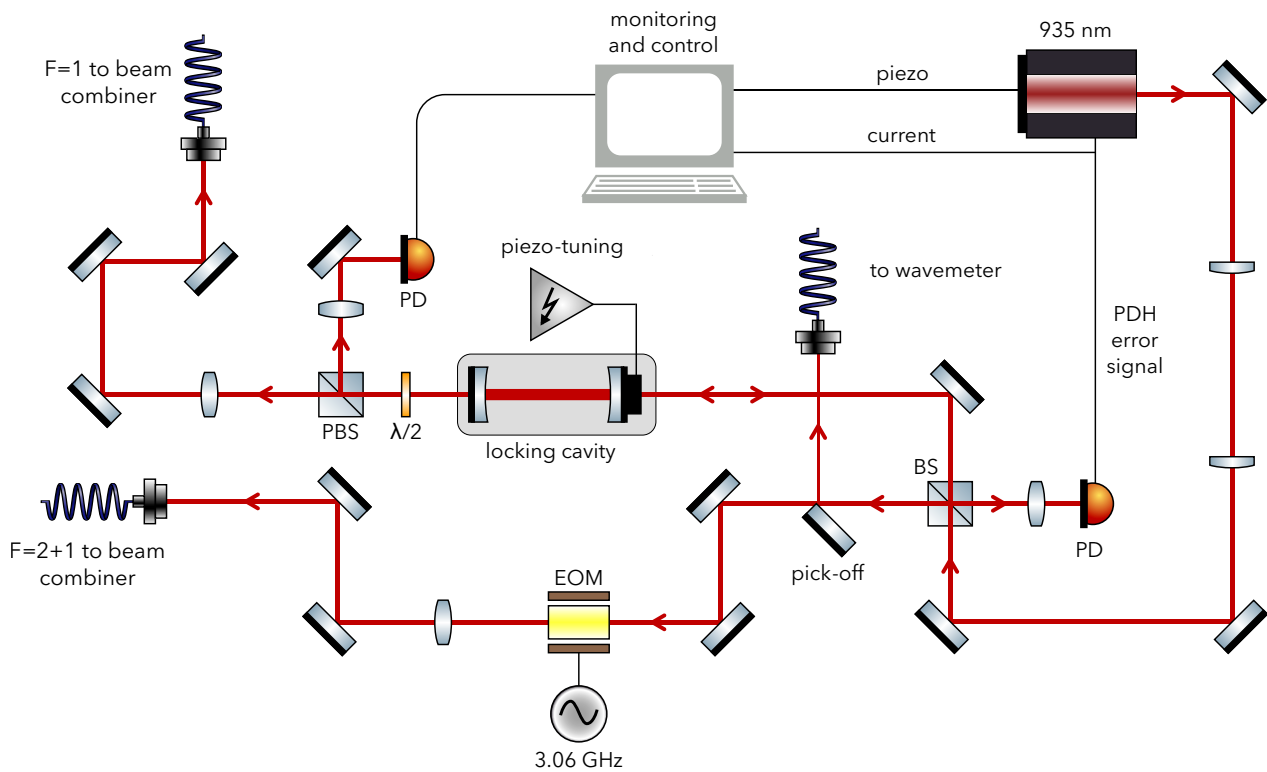 monitoring
and control
935 nm
F=1 to beam
combiner
piezo
current
piezo-tuning
to wavemeter
PD
PDH
error
signal
PBS
λ/2
locking cavity
BS
F=2+1 to beam
combiner
EOM
pick-off
PD
3.06 GHz